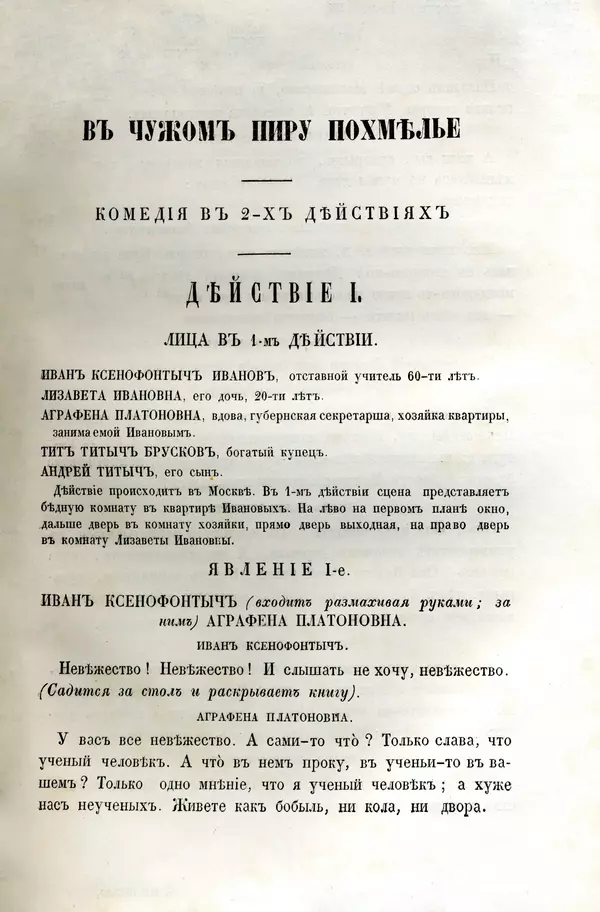 ВЪ ЧУЖОМЪ ПИРУ ПОХМѢЛЬЕ
КОМЕДІЯ ВЪ 2-ХЪ ДѢЙСТВІЯХЪ
ДѢЙСТВІЕ I.
ЛИЦА ВЪ 1-мъ ДѢЙСТВІИ.
ИВАНЪ КСЕНОФОНТЫЧЪ ИВАНОВЪ, отставной учитель 60-ти лѣтъ.
ЛИЗАВЕТА ИВАНОВНА, его дочь, 20-ти лѣтъ.
АГРАФЕНА ПЛАТОНОВНА, вдова, губернская секретарша, хозяйка квартиры,
занимаемой Ивановымъ.
ТИТЪ ТИТЫЧЪ БРУСКОВЪ, богатый купецъ.
АНДРЕЙ ТИТЫЧЪ, его сынъ.
Дѣйствіе происходитъ въ Москвѣ. Въ 1-мъ дѣйствіи сцена представляетъ
бѣдную комнату въ квартирѣ Ивановыхъ. На лѣво на первомъ планѣ окно,
дальше дверь въ комнату хозяйки, прямо дверь выходная, на право дверь
въ комнату Лизаветы Ивановны.
ЯВЛЕНІЕ I-е.
ИВАНЪ КСЕНОФОНТЫЧЪ (входитъ размахивая руками; за
нимъ) АГРАФЕНА ПЛАТОНОВНА.
ИВАНЪ КСЕНОФОНТЫЧЪ.
Невѣжество! Невѣжество! И слышать не хочу, невѣжество.
(Садится за столъ и раскрываетъ книгу).
АГРАФЕНА ПЛАТОНОВНА.
У васъ все невѣжество. А сами-то что? Только слава, что
ученый человѣкъ. А что̀ въ немъ проку, въ ученьи-то въ ва-
шемъ? Только одно мнѣніе, что я ученый человѣкъ; а хуже
насъ неученыхъ. Живете какъ бобыль, ни кола, ни двора.